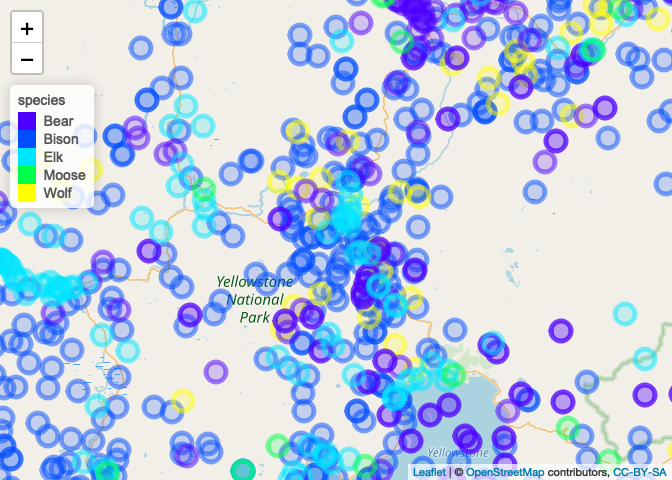 +
−
species
Bear
Bison
Elk
Moose
Wolf
Yellowstone
National
Park
Yellowstone
Leaflet | © OpenStreetMap contributors, CC-BY-SA